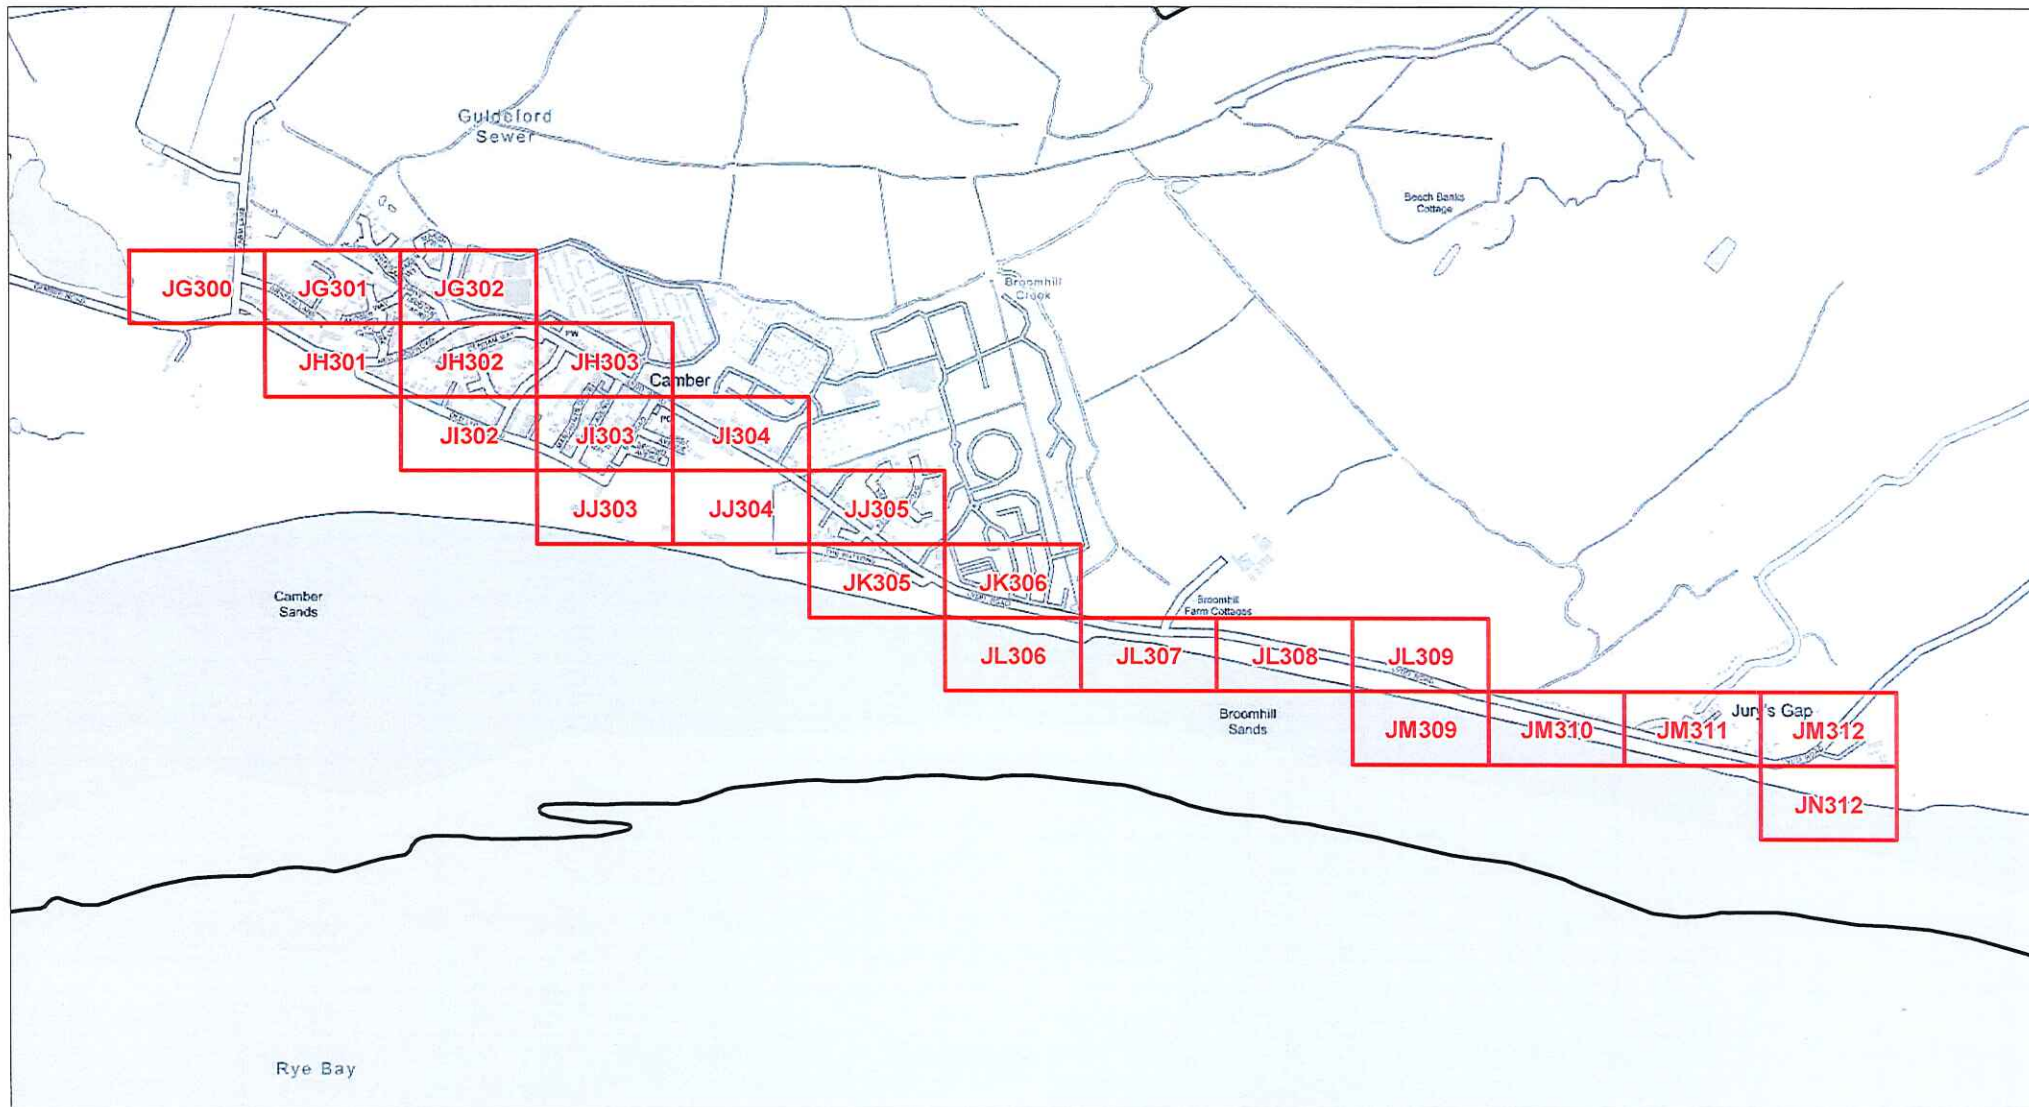 Guldeford
Sewer
Beach Banks
Cottage
Broomhill
Creek
JG300
JG301
JG302
JH301
JH302
JH303
PW
Camber
JI302
JI303
JI304
JJ303
JJ304
JJ305
JK305
JK306
Camber
Sands
Broomhill
Farm Cottages
JL306
JL307
JL308
JL309
Broomhill
Sands
JM309
JM310
JM311
Jury's Gap
JM312
JN312
Rye Bay